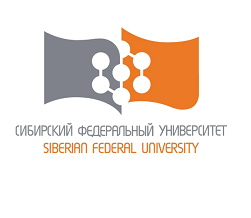 СИБИРСКИЙ ФЕДЕРАЛЬНЫЙ УНИВЕРСИТЕТ
SIBERIAN FEDERAL UNIVERSITY